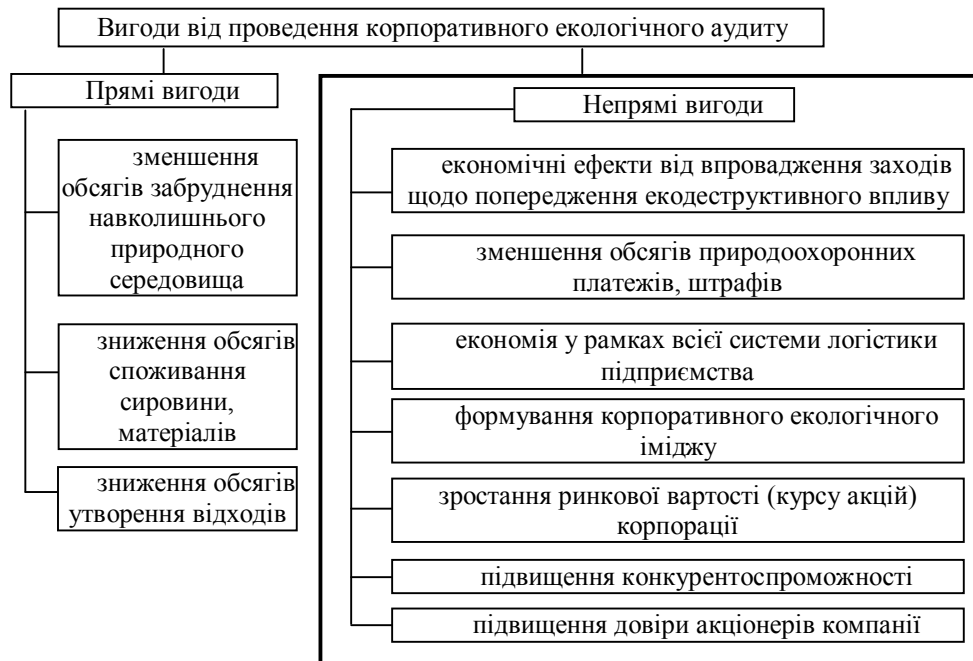 Вигоди від проведення корпоративного екологічного аудиту
Прямі вигоди
зменшення
обсягів забруднення
навколишнього
природного
середовища
зниження обсягів
споживання
сировини,
матеріалів
зниження обсягів
утворення відходів
Непрямі вигоди
економічні ефекти від впровадження заходів
щодо попередження екодеструктивного впливу
зменшення обсягів природоохоронних
платежів, штрафів
економія у рамках всієї системи логістики
підприємства
формування корпоративного екологічного
іміджу
зростання ринкової вартості (курсу акцій)
корпорації
підвищення конкурентоспроможності
підвищення довіри акціонерів компанії